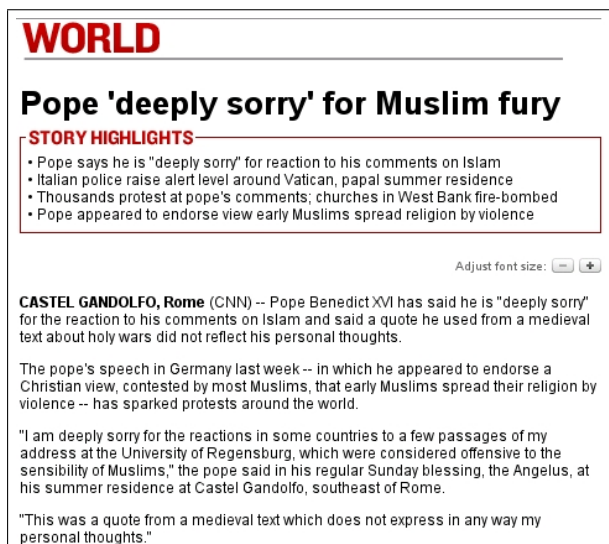 WORLD
Pope 'deeply sorry' for Muslim fury
STORY HIGHLIGHTS
• Pope says he is "deeply sorry" for reaction to his comments on Islam
• Italian police raise alert level around Vatican, papal summer residence
• Thousands protest at pope's comments; churches in West Bank fire-bombed
• Pope appeared to endorse view early Muslims spread religion by violence
Adjust font size: − +
CASTEL GANDOLFO, Rome (CNN) -- Pope Benedict XVI has said he is "deeply sorry"
for the reaction to his comments on Islam and said a quote he used from a medieval
text about holy wars did not reflect his personal thoughts.
The pope's speech in Germany last week -- in which he appeared to endorse a
Christian view, contested by most Muslims, that early Muslims spread their religion by
violence -- has sparked protests around the world.
"I am deeply sorry for the reactions in some countries to a few passages of my
address at the University of Regensburg, which were considered offensive to the
sensibility of Muslims," the pope said in his regular Sunday blessing, the Angelus, at
his summer residence at Castel Gandolfo, southeast of Rome.
"This was a quote from a medieval text which does not express in any way my
personal thoughts."